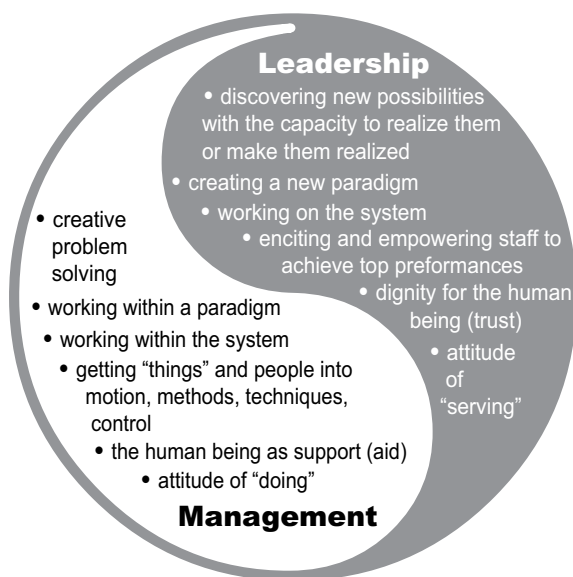 Leadership
• discovering new possibilities
with the capacity to realize them
or make them realized
• creating a new paradigm
• working on the system
• enciting and empowering staff to
achieve top preformances
• dignity for the human
being (trust)
• attitude
of
“serving”
• creative
problem
solving
• working within a paradigm
• working within the system
• getting “things” and people into
motion, methods, techniques,
control
• the human being as support (aid)
• attitude of “doing”
Management